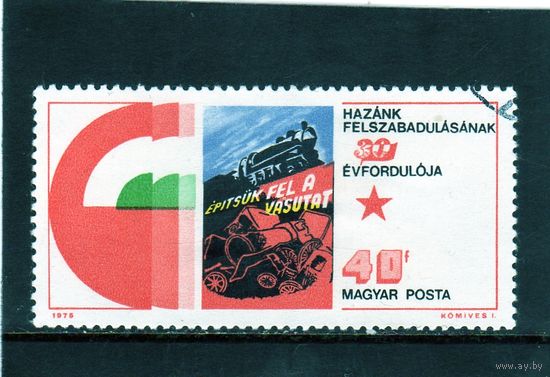 HAZÁNK
FELSZABADULÁSÁNAK
30
ÉVFORDULÓJA
ÉPITSÜK FEL A
VASUTAT
40f
MAGYAR POSTA
1975
KÖMIVES I.
www.ay.by